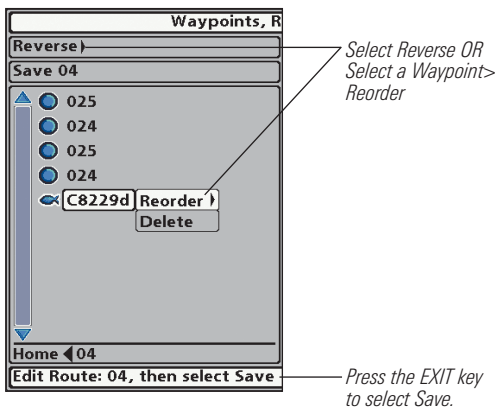 Waypoints, R
Reverse
Save 04
Select Reverse OR
Select a Waypoint>
Reorder
025
024
025
024
C8229d Reorder
Delete
Home 04
Edit Route: 04, then select Save
Press the EXIT key
to select Save.